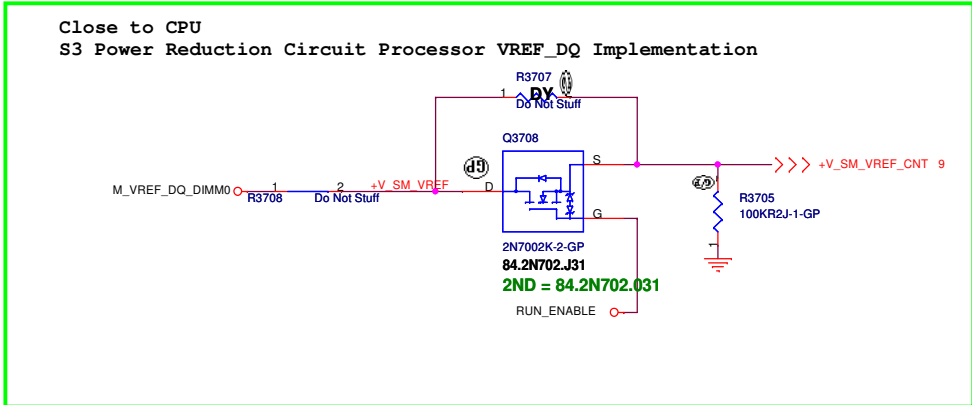 Close to CPU
S3 Power Reduction Circuit Processor VREF_DQ Implementation
R3707
1 DY
Do Not Stuff
Q3708
GP
S
+V_SM_VREF_CNT 9
M_VREF_DQ_DIMM0 1 2 +V_SM_VREF D
R3708 Do Not Stuff
R3705
100KR2J-1-GP
G
1
2N7002K-2-GP
84.2N702.J31
2ND = 84.2N702.031
RUN_ENABLE